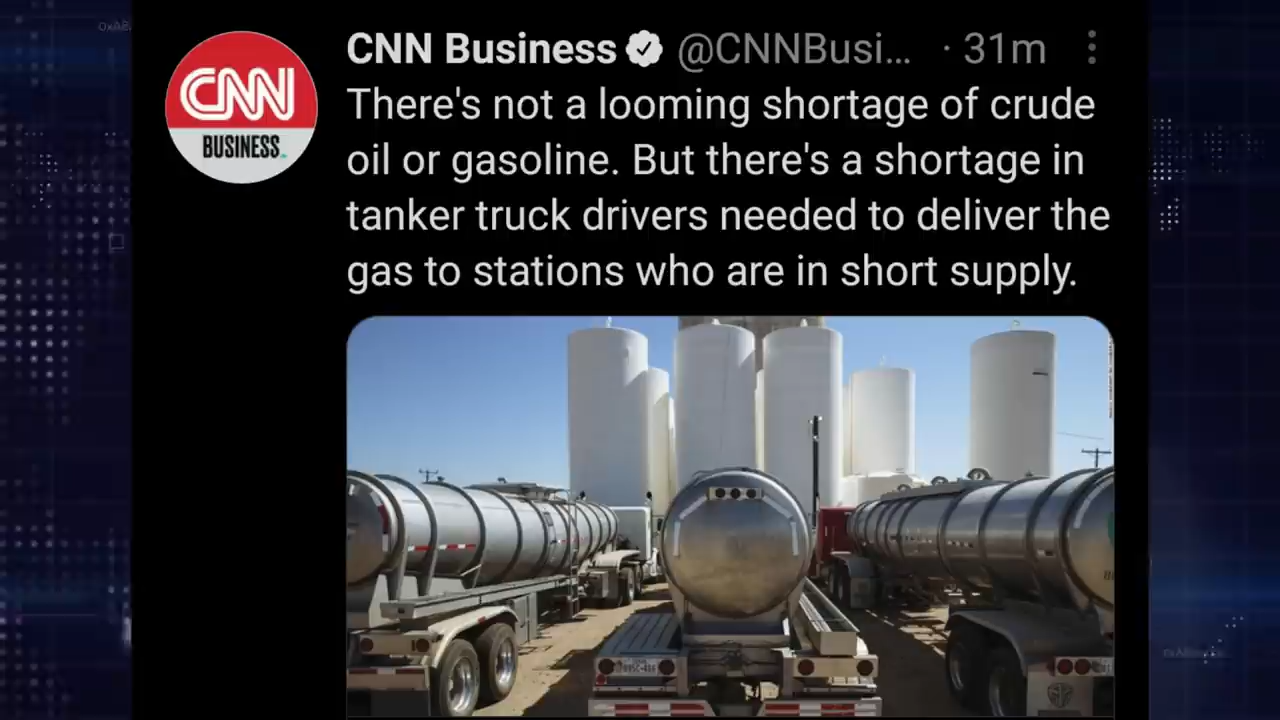 CNN Business @CNNBusi... · 31m
There's not a looming shortage of crude
oil or gasoline. But there's a shortage in
tanker truck drivers needed to deliver the
gas to stations who are in short supply.
CNN
BUSINESS